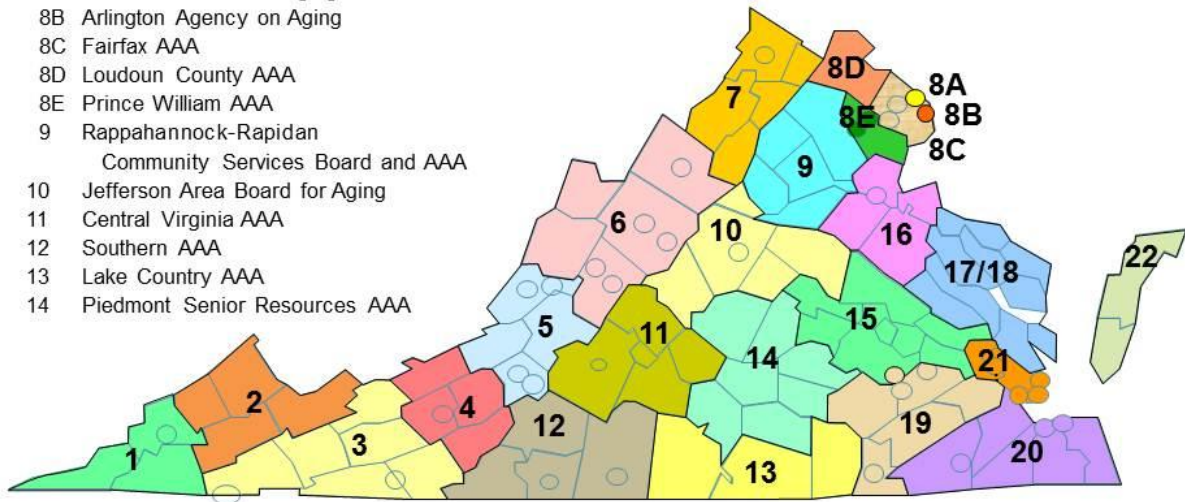 8B Arlington Agency on Aging
8C Fairfax AAA
8D Loudoun County AAA
8E Prince William AAA
9 Rappahannock-Rapidan
Community Services Board and AAA
10 Jefferson Area Board for Aging
11 Central Virginia AAA
12 Southern AAA
13 Lake Country AAA
14 Piedmont Senior Resources AAA
7
8D
8A
8E
8B
8C
9
6
10
16
22
17/18
5
11
15
14
21
2
4
12
19
3
1
13
20